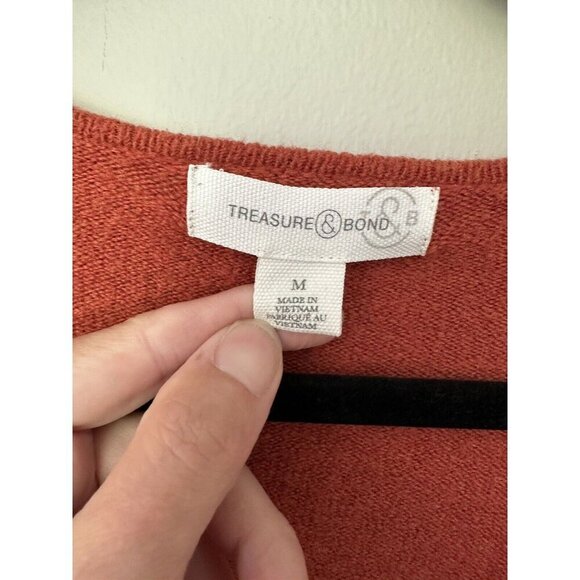 TREASURE & BOND & B
M
MADE IN
VIETNAM
FABRIQUÉ AU
VIETNAM